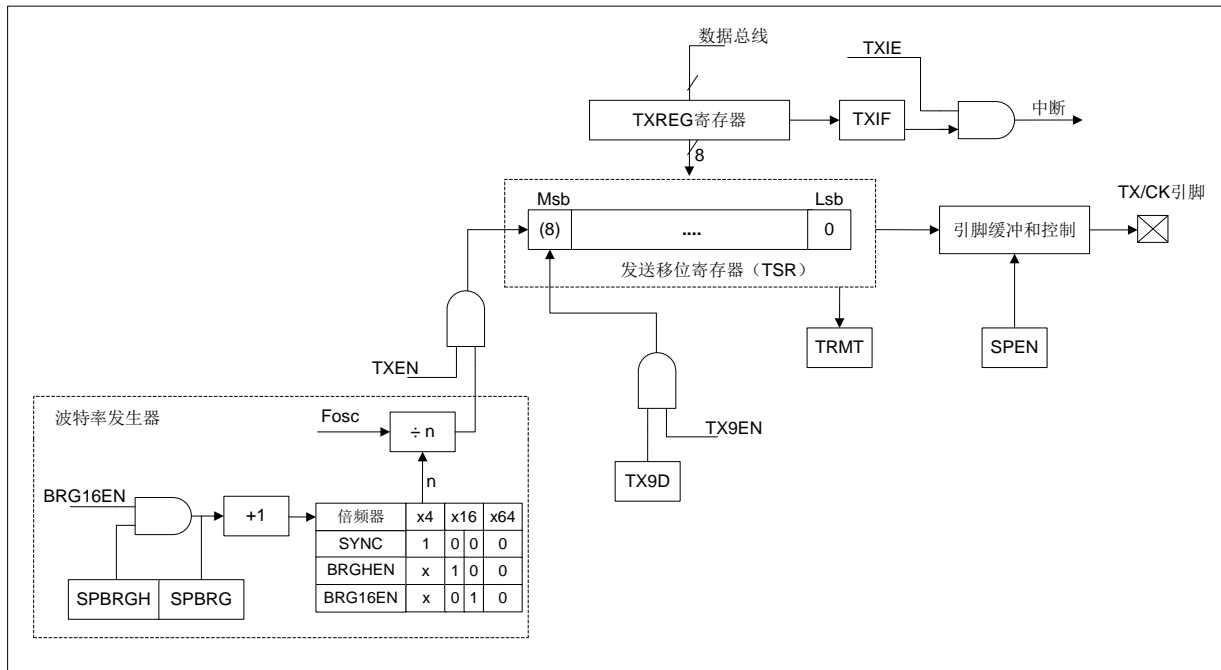 数据总线
TXIE
TXREG寄存器
TXIF
中断
8
Msb
Lsb
TX/CK引脚
(8)
....
0
引脚缓冲和控制
发送移位寄存器（TSR）
TRMT
SPEN
TXEN
波特率发生器
Fosc
÷ n
TX9EN
n
TX9D
BRG16EN
+1
倍频器 x4 x16 x64
SYNC 1 0 0 0
BRGHEN x 1 0 0
BRG16EN x 0 1 0
SPBRGH SPBRG